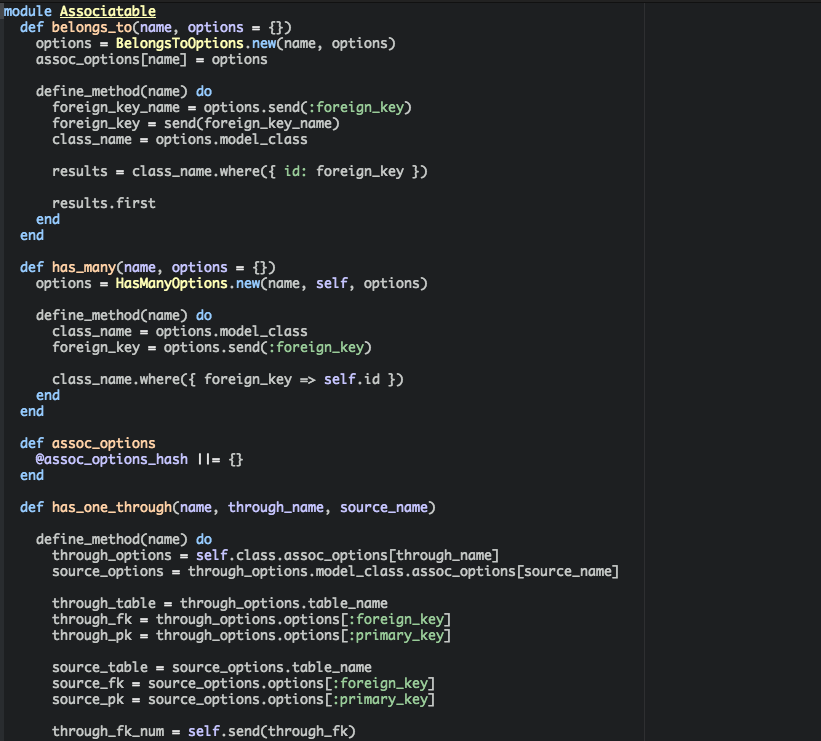 module Associatable
  def belongs_to(name, options = {})
    options = BelongsToOptions.new(name, options)
    assoc_options[name] = options

    define_method(name) do
      foreign_key_name = options.send(:foreign_key)
      foreign_key = send(foreign_key_name)
      class_name = options.model_class

      results = class_name.where({ id: foreign_key })

      results.first
    end
  end

  def has_many(name, options = {})
    options = HasManyOptions.new(name, self, options)

    define_method(name) do
      class_name = options.model_class
      foreign_key = options.send(:foreign_key)

      class_name.where({ foreign_key => self.id })
    end
  end

  def assoc_options
    @assoc_options_hash ||= {}
  end

  def has_one_through(name, through_name, source_name)

    define_method(name) do
      through_options = self.class.assoc_options[through_name]
      source_options = through_options.model_class.assoc_options[source_name]

      through_table = through_options.table_name
      through_fk = through_options.options[:foreign_key]
      through_pk = through_options.options[:primary_key]

      source_table = source_options.table_name
      source_fk = source_options.options[:foreign_key]
      source_pk = source_options.options[:primary_key]

      through_fk_num = self.send(through_fk)